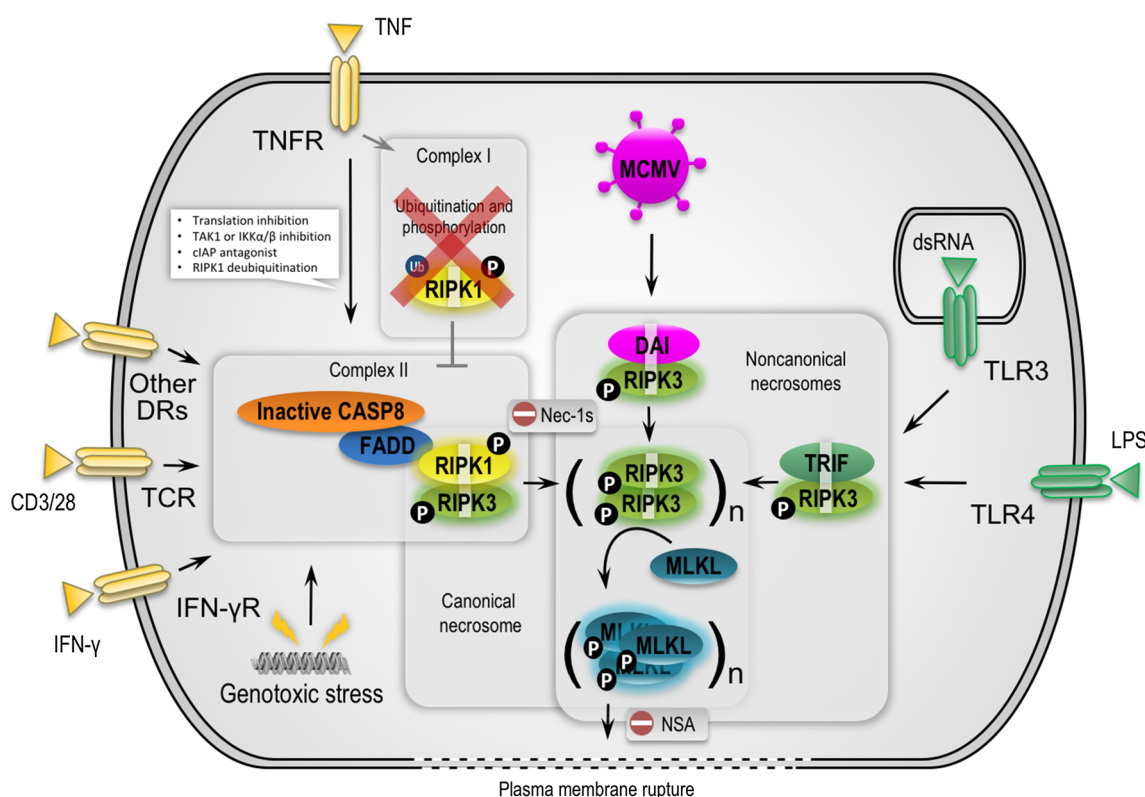 TNF
TNFR
Complex I
Ubiquitination and
phosphorylation
Ub
P
RIPK1
MCMV
• Translation inhibition
• TAK1 or IKKα/β inhibition
• cIAP antagonist
• RIPK1 deubiquitination
dsRNA
TLR3
Other
DRs
Complex II
Inactive CASP8
FADD
P
RIPK1
RIPK3
P
Nec-1s
DAI
RIPK3
P
Noncanonical
necrosomes
CD3/28
TCR
( RIPK3
P
RIPK3
P
)n
TRIF
RIPK3
P
LPS
TLR4
MLKL
IFN-γ
IFN-γR
Genotoxic stress
Canonical
necrosome
( MLKL
P
MLKL
P
MLKL
P
)n
NSA
Plasma membrane rupture